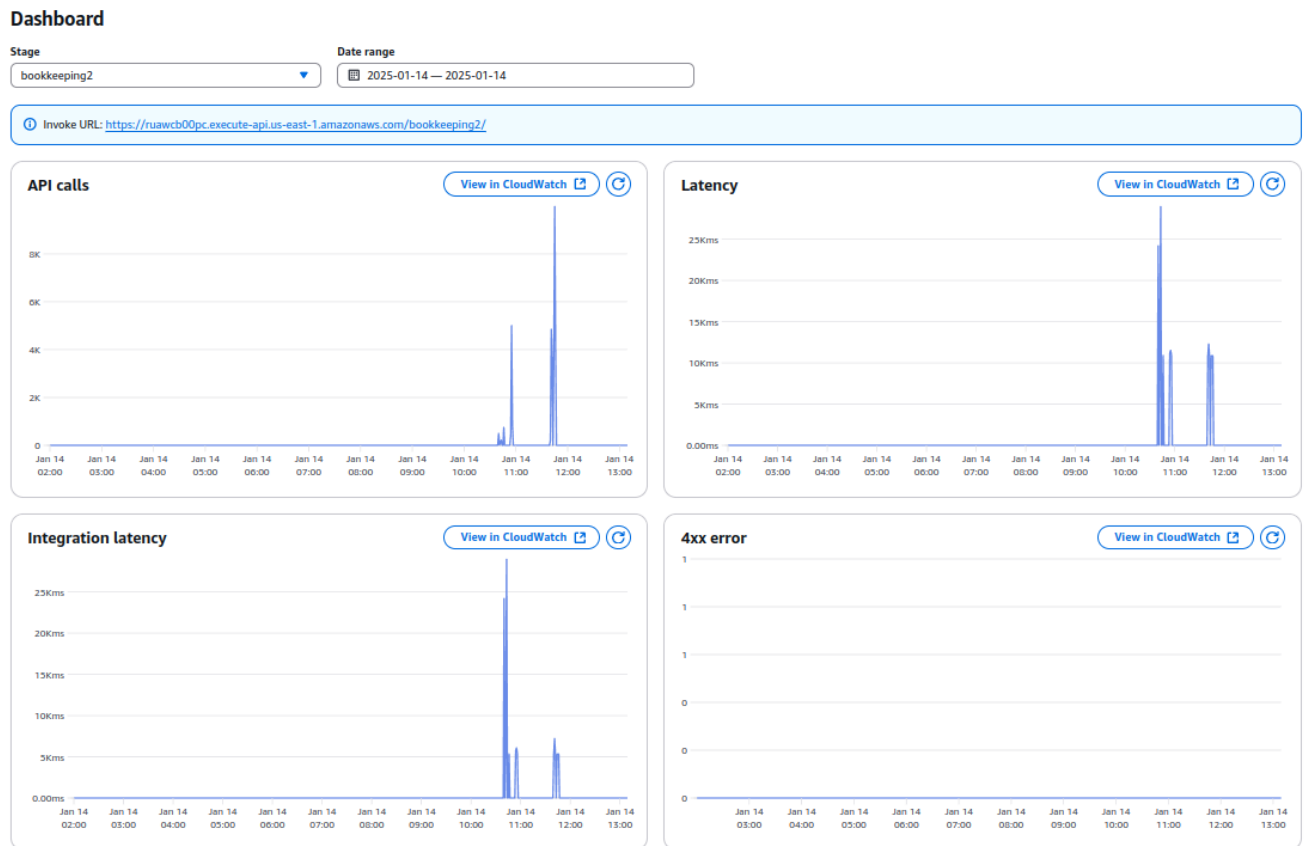 Dashboard
Stage
Date range
bookkeeping2
2025-01-14 — 2025-01-14
Invoke URL: https://ruawcb00pc.execute-api.us-east-1.amazonaws.com/bookkeeping2/
API calls
View in CloudWatch
8K
6K
4K
2K
0
Jan 14 Jan 14 Jan 14 Jan 14 Jan 14 Jan 14 Jan 14 Jan 14 Jan 14 Jan 14 Jan 14 Jan 14
02:00 03:00 04:00 05:00 06:00 07:00 08:00 09:00 10:00 11:00 12:00 13:00
Latency
View in CloudWatch
25Kms
20Kms
15Kms
10Kms
5Kms
0.00ms
Jan 14 Jan 14 Jan 14 Jan 14 Jan 14 Jan 14 Jan 14 Jan 14 Jan 14 Jan 14 Jan 14 Jan 14
02:00 03:00 04:00 05:00 06:00 07:00 08:00 09:00 10:00 11:00 12:00 13:00
Integration latency
View in CloudWatch
25Kms
20Kms
15Kms
10Kms
5Kms
0.00ms
Jan 14 Jan 14 Jan 14 Jan 14 Jan 14 Jan 14 Jan 14 Jan 14 Jan 14 Jan 14 Jan 14 Jan 14
02:00 03:00 04:00 05:00 06:00 07:00 08:00 09:00 10:00 11:00 12:00 13:00
4xx error
View in CloudWatch
1
1
1
0
0
0
Jan 14 Jan 14 Jan 14 Jan 14 Jan 14 Jan 14 Jan 14 Jan 14 Jan 14 Jan 14 Jan 14
03:00 04:00 05:00 06:00 07:00 08:00 09:00 10:00 11:00 12:00 13:00